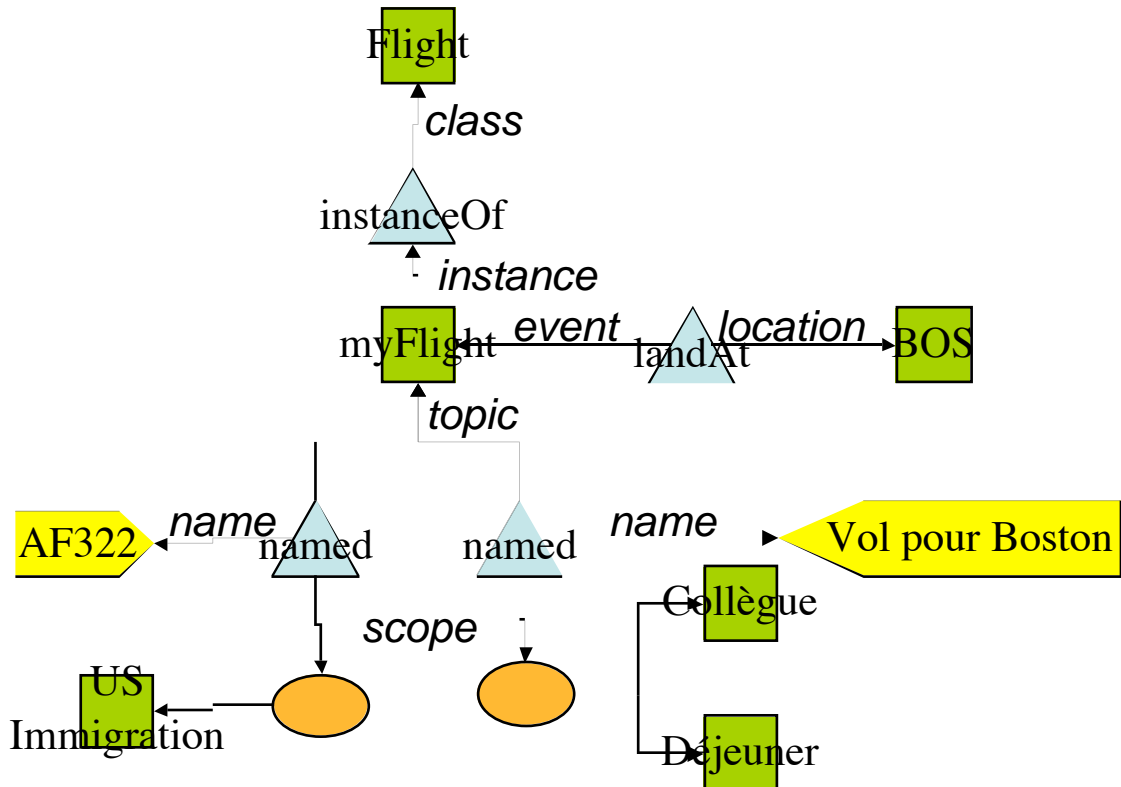 Flight
class
instanceOf
instance
myFlight
event
landAt
location
BOS
topic
AF322
name
named
named
name
Vol pour Boston
Collègue
scope
US
Immigration
Déjeuner